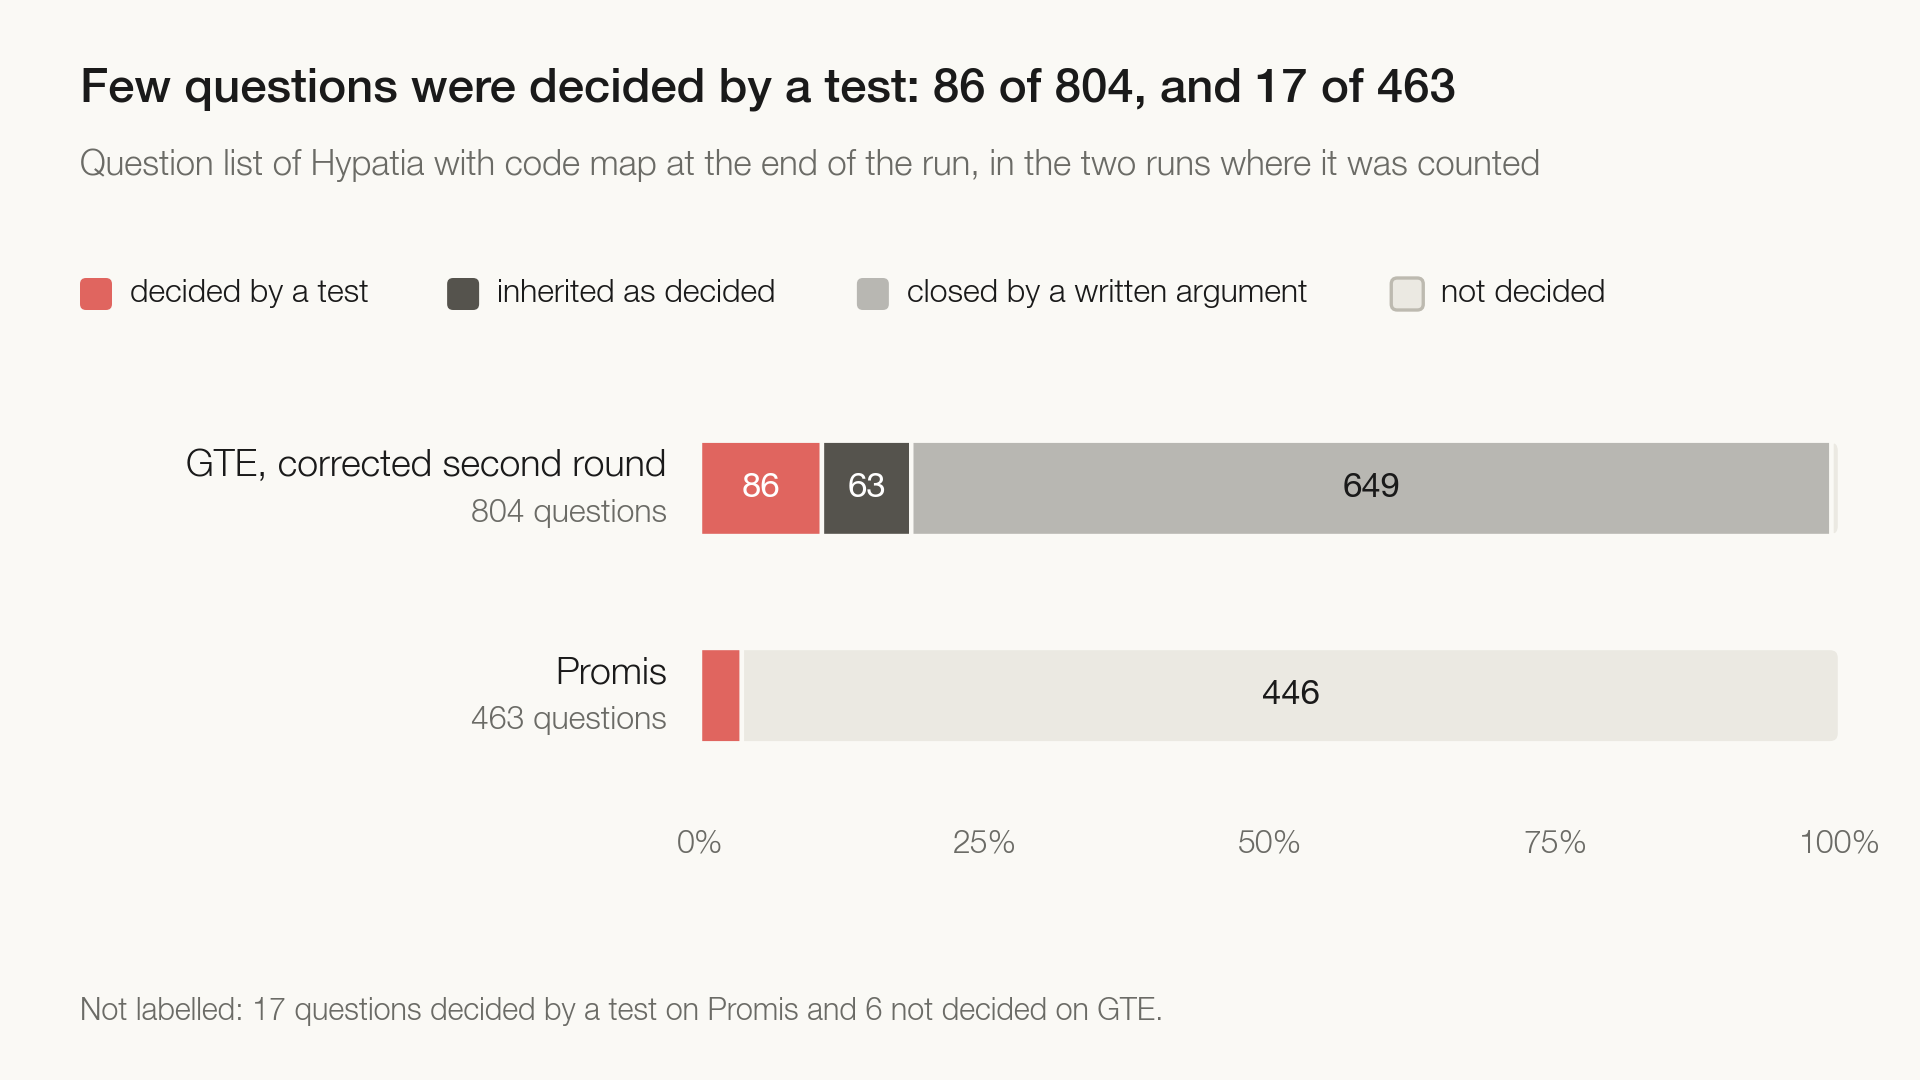 Few questions were decided by a test: 86 of 804, and 17 of 463
Question list of Hypatia with code map at the end of the run, in the two runs where it was counted
decided by a test
inherited as decided
closed by a written argument
not decided
GTE, corrected second round
804 questions
86
63
649
Promis
463 questions
446
0%
25%
50%
75%
100%
Not labelled: 17 questions decided by a test on Promis and 6 not decided on GTE.